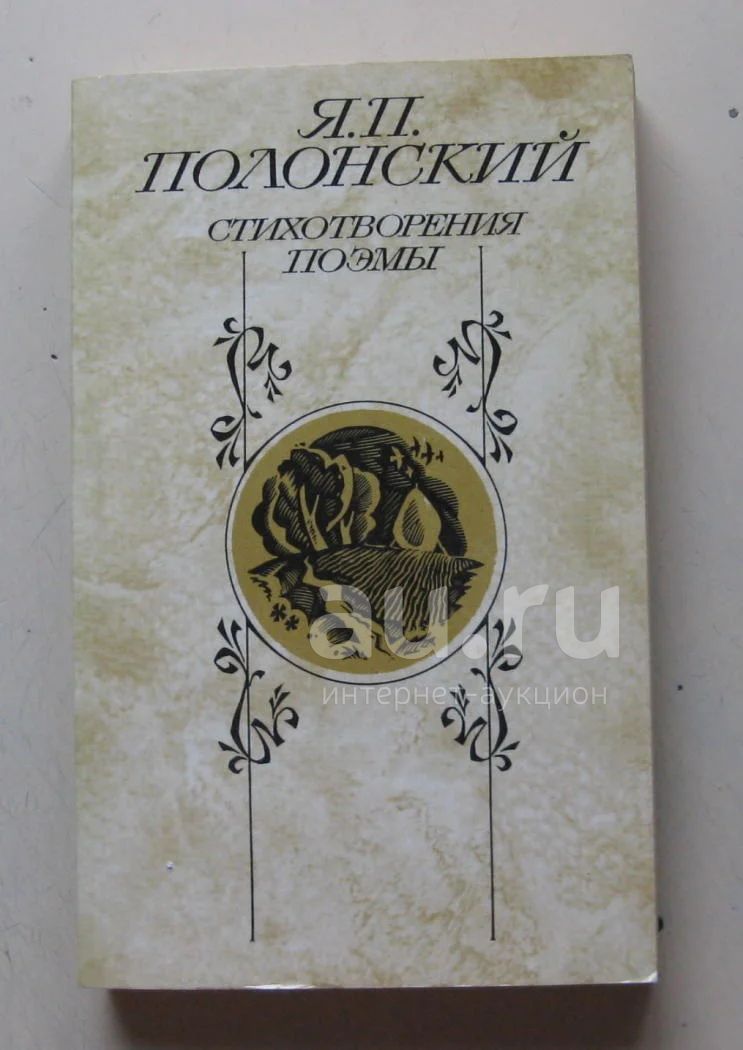 Я.П.
ПОЛОНСКИЙ
СТИХОТВОРЕНИЯ
ПОЭМЫ
au.ru
интернет-аукцион